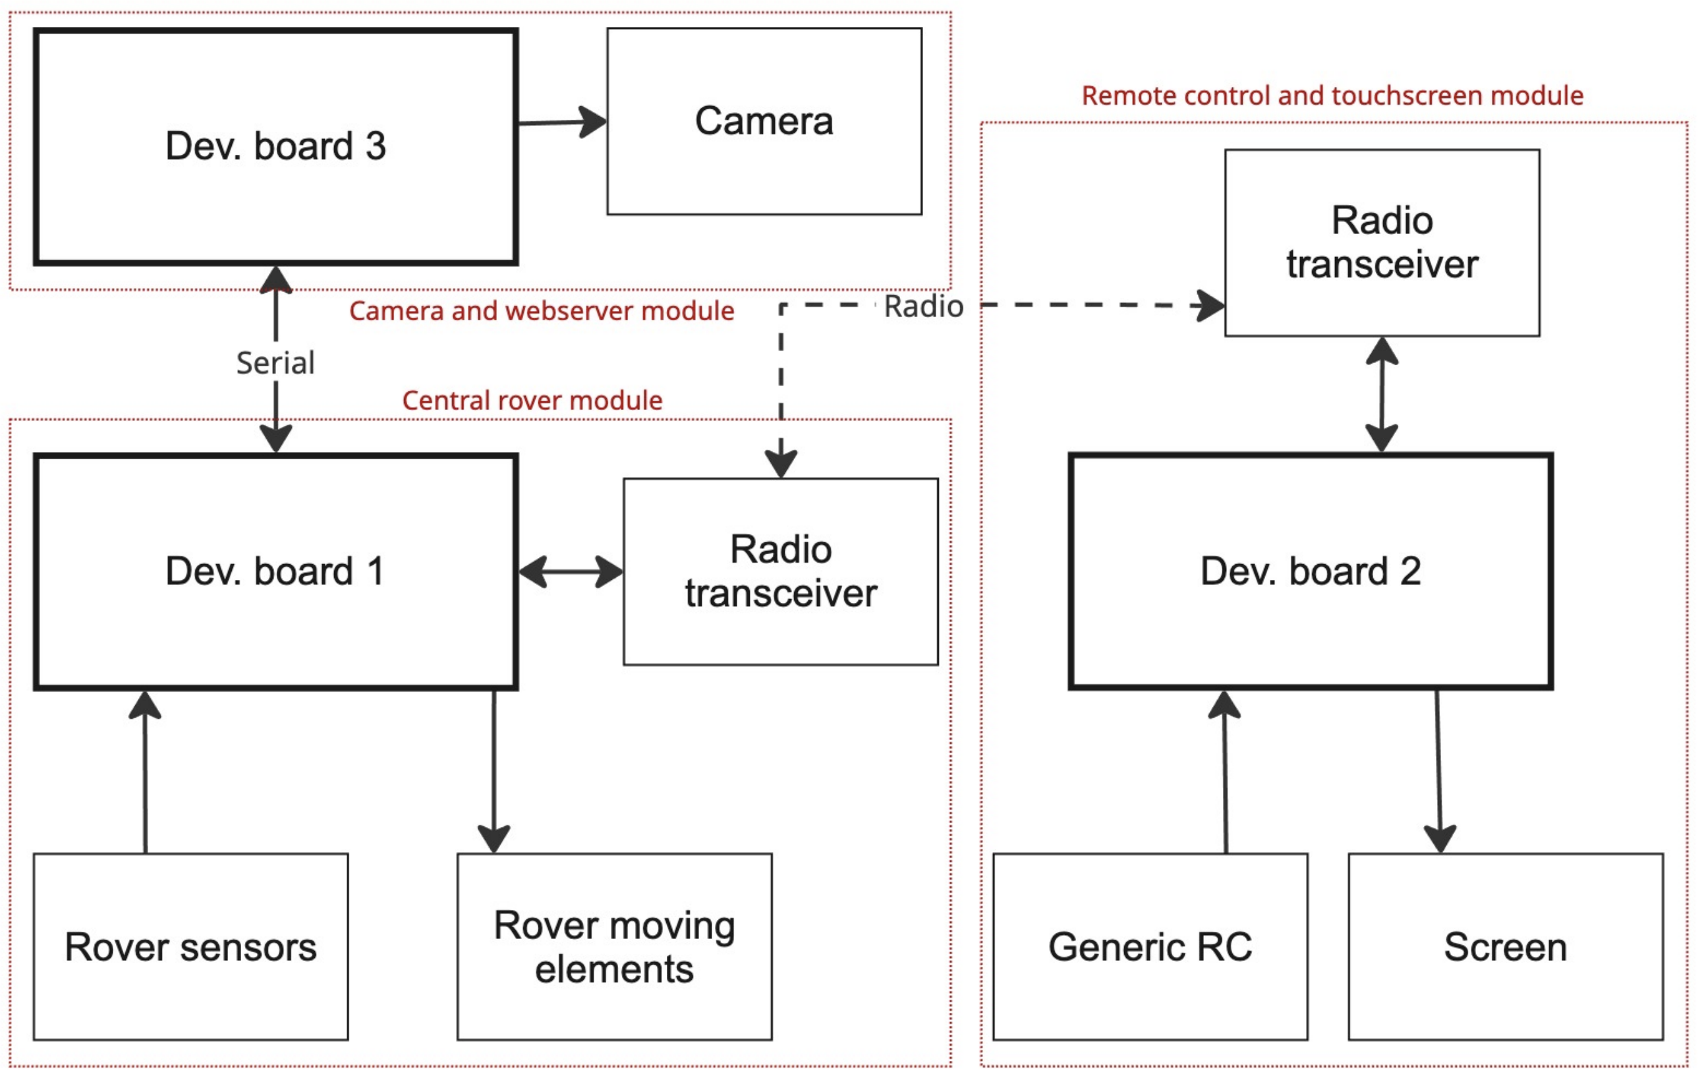 Dev. board 3
Camera
Camera and webserver module
Serial
Radio
Central rover module
Dev. board 1
Radio
transceiver
Rover sensors
Rover moving
elements
Remote control and touchscreen module
Radio
transceiver
Dev. board 2
Generic RC
Screen